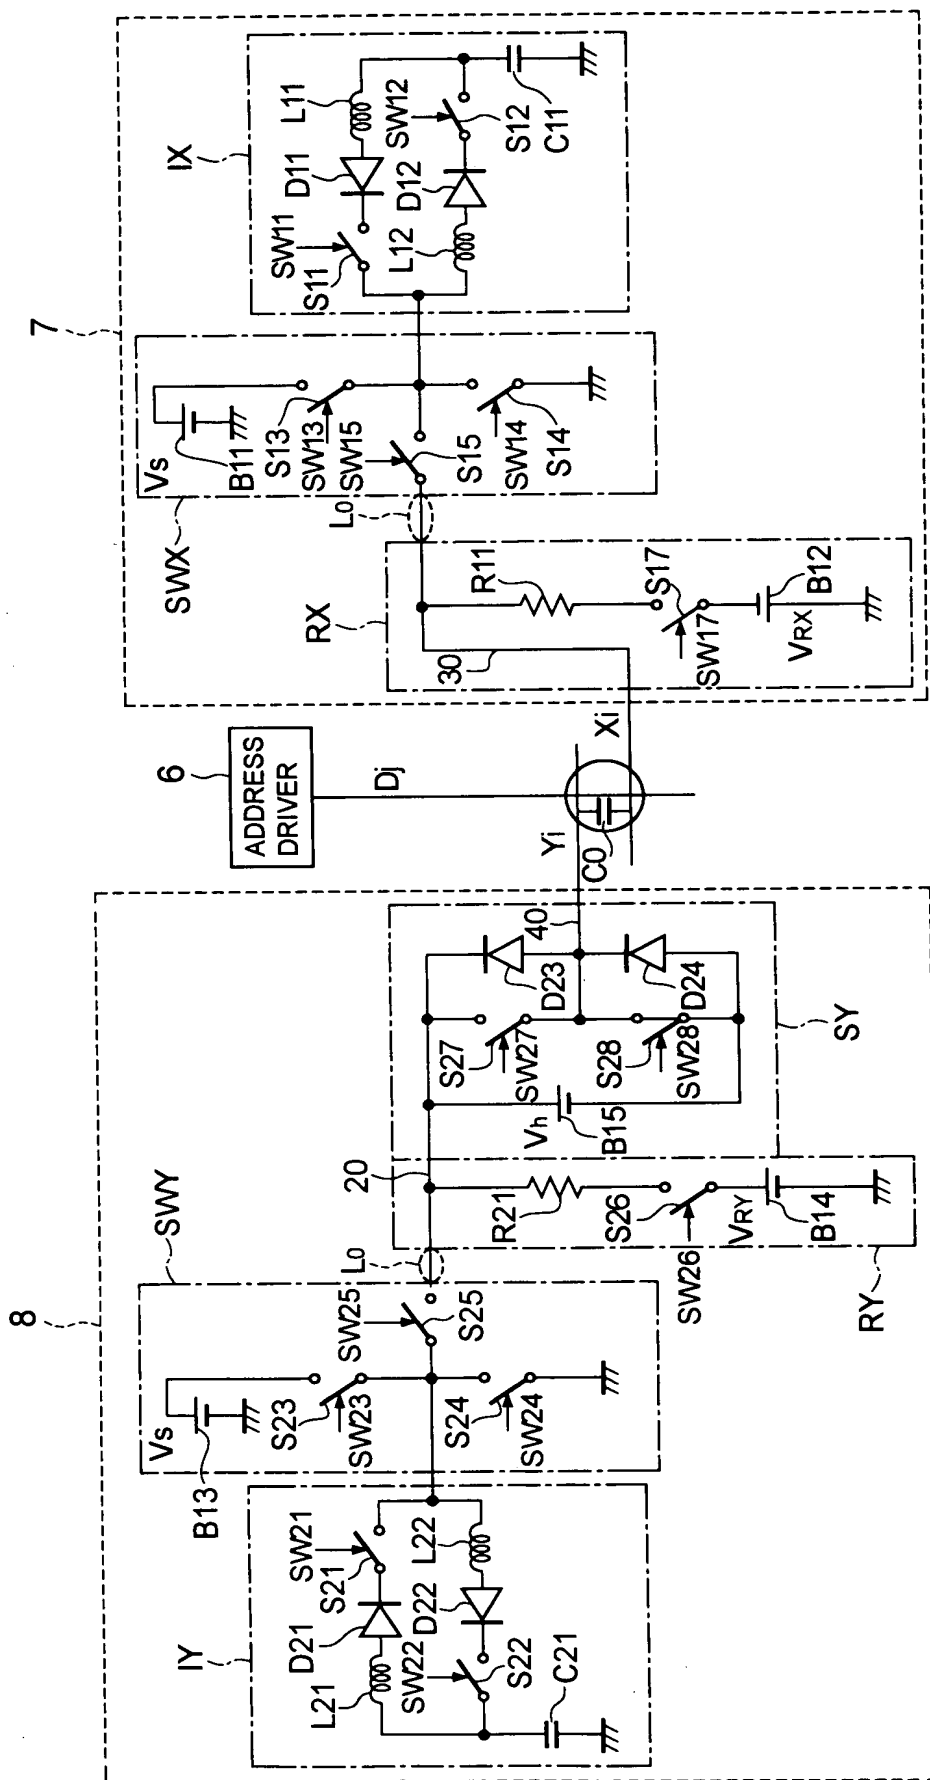 8
SWY
IY
Vs
B13
S23
SW23
SW25
S25
S24
SW24
L0
SW21
S21
D21
L21
L22
D22
SW22
S22
C21
20
R21
S26
SW26
VRY
B14
RY
Vh
B15
S27
SW27
S28
SW28
D23
D24
SY
40
6
ADDRESS
DRIVER
Dj
Yi
C0
Xi
7
SWX
RX
30
R11
S17
SW17
VRX
B12
L0
Vs
B11
S13
SW13
SW15
S15
SW14
S14
IX
SW11
S11
D11
L11
L12
D12
SW12
S12
C11